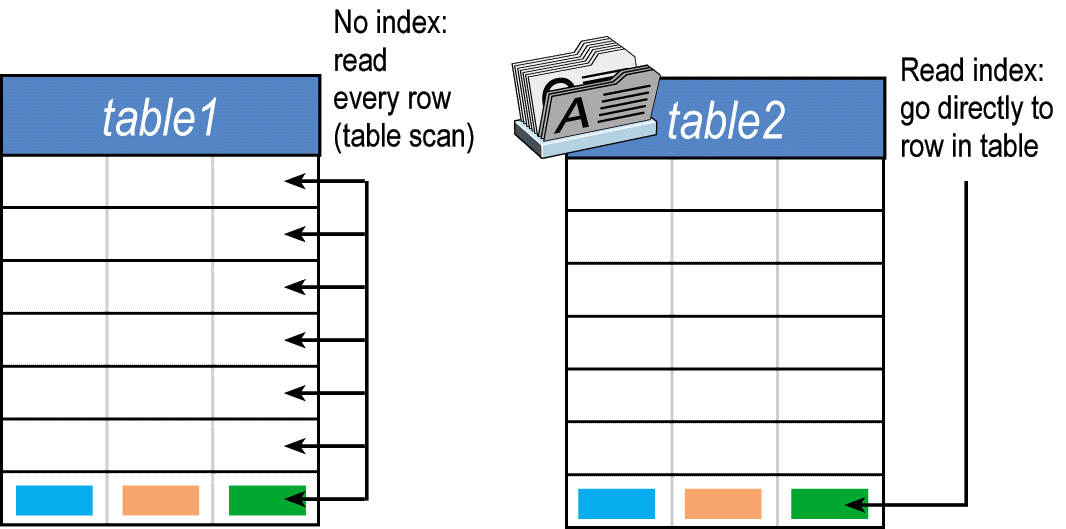 No index:
read
every row
(table scan)
table1
A
table2
Read index:
go directly to
row in table